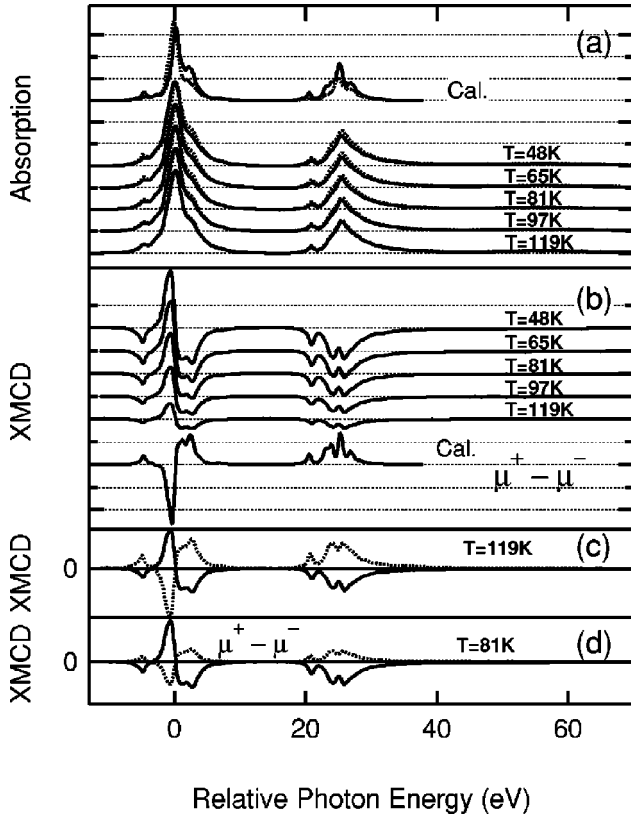 (a)
Cal.
Absorption
T=48K
T=65K
T=81K
T=97K
T=119K
(b)
T=48K
T=65K
T=81K
T=97K
T=119K
XMCD
Cal.
μ⁺ − μ⁻
(c)
T=119K
0
XMCD
(d)
μ⁺ − μ⁻
T=81K
0
XMCD
0 20 40 60
Relative Photon Energy (eV)